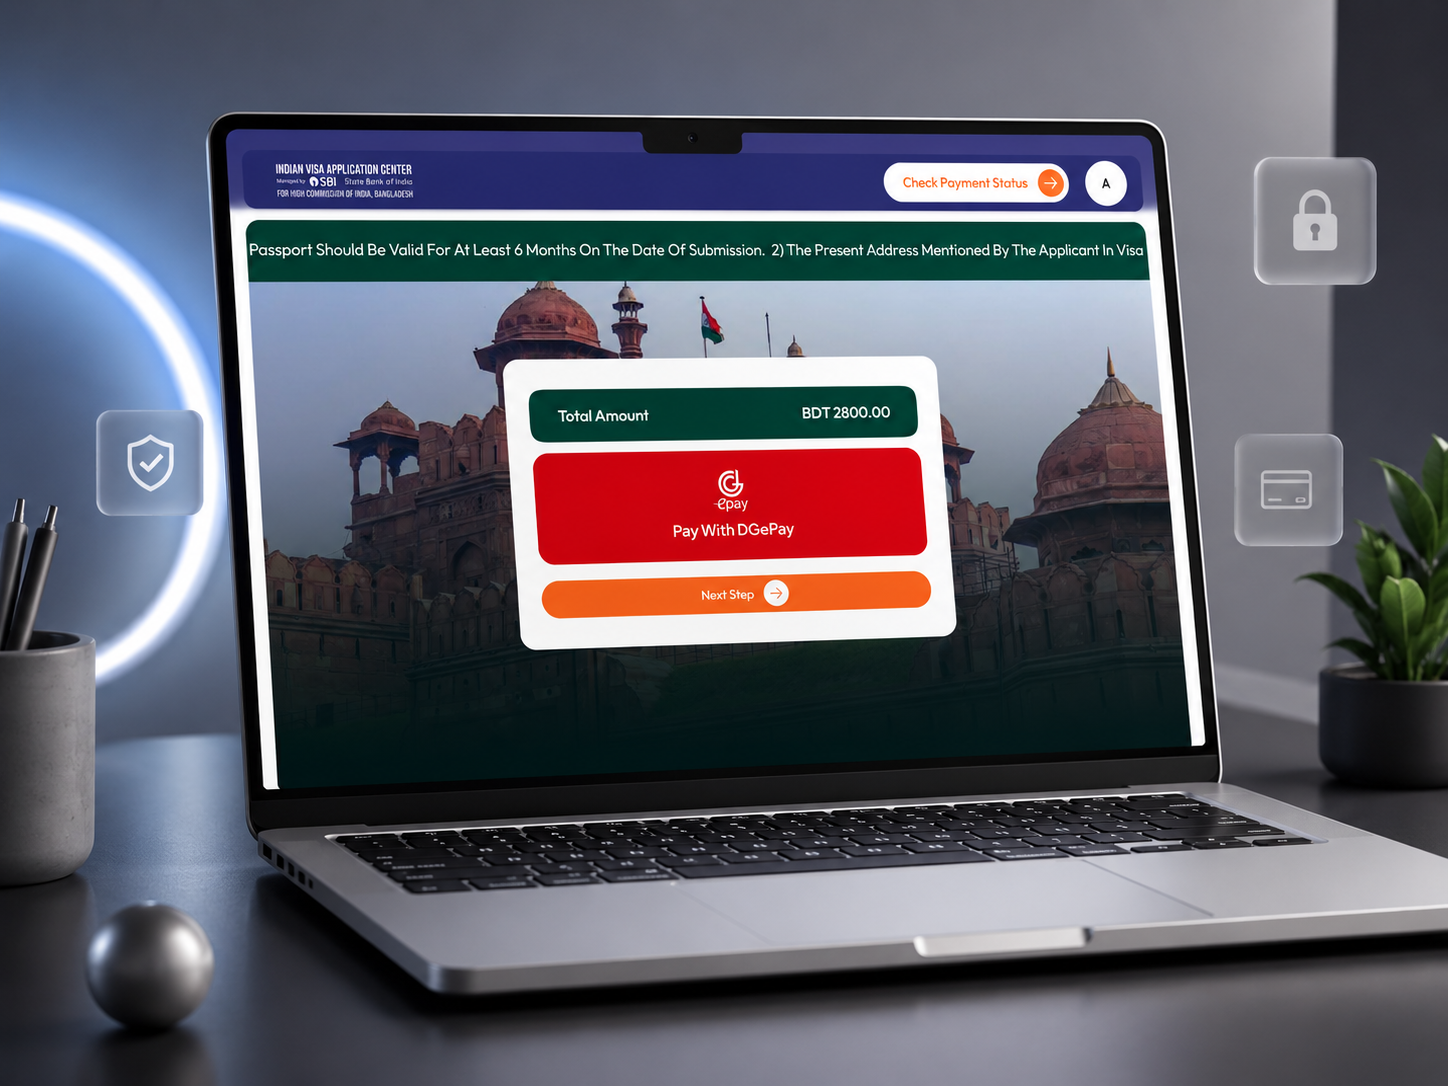 INDIAN VISA APPLICATION CENTER
Managed by SBI State Bank of India
FOR HIGH COMMISSION OF INDIA, BANGLADESH
Check Payment Status
A
Passport Should Be Valid For At Least 6 Months On The Date Of Submission. 2) The Present Address Mentioned By The Applicant In Visa
Total Amount
BDT 2800.00
epay
Pay With DGePay
Next Step